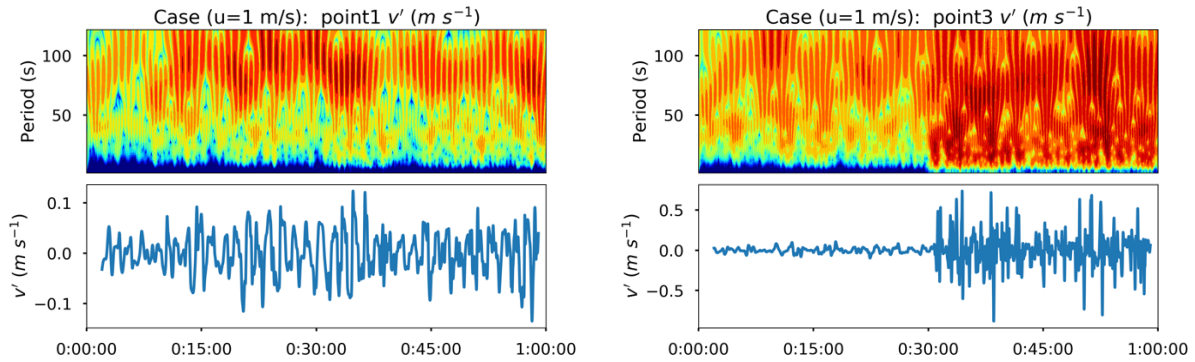 Case (u=1 m/s): point1 v′ (m s⁻¹)
Period (s)
100
50
v′ (m s⁻¹)
0.1
0.0
−0.1
0:00:00 0:15:00 0:30:00 0:45:00 1:00:00
Case (u=1 m/s): point3 v′ (m s⁻¹)
Period (s)
100
50
v′ (m s⁻¹)
0.5
0.0
−0.5
0:00:00 0:15:00 0:30:00 0:45:00 1:00:00